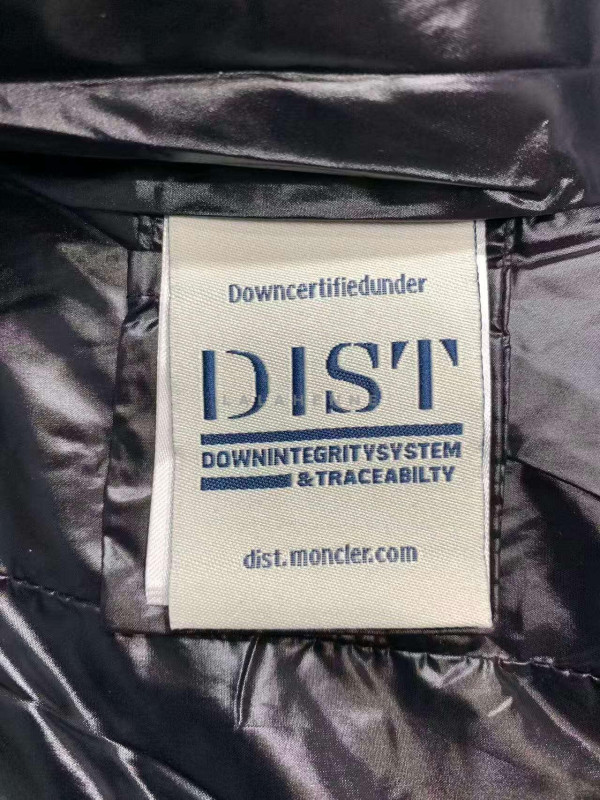 Downcertifiedunder
DIST
DOWNINTEGRITYSYSTEM
&TRACEABILTY
dist.moncler.com